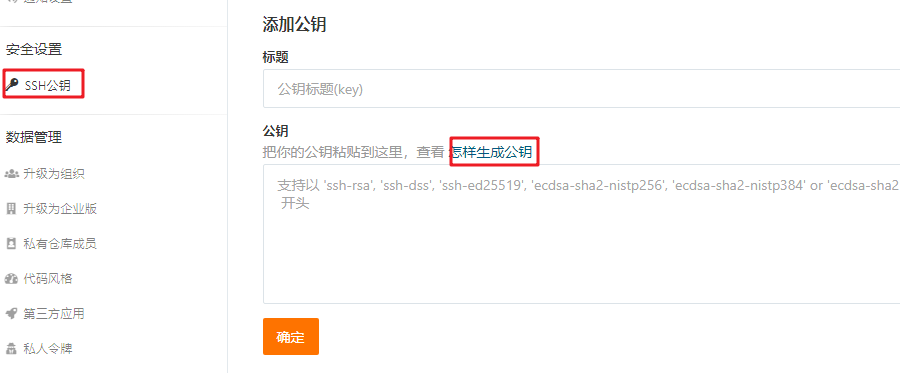 安全设置
SSH公钥
数据管理
升级为组织
升级为企业版
私有仓库成员
代码风格
第三方应用
私人令牌
添加公钥
标题
公钥标题(key)
公钥
把你的公钥粘贴到这里，查看 怎样生成公钥
支持以 'ssh-rsa', 'ssh-dss', 'ssh-ed25519', 'ecdsa-sha2-nistp256', 'ecdsa-sha2-nistp384' or 'ecdsa-sha2
开头
确定